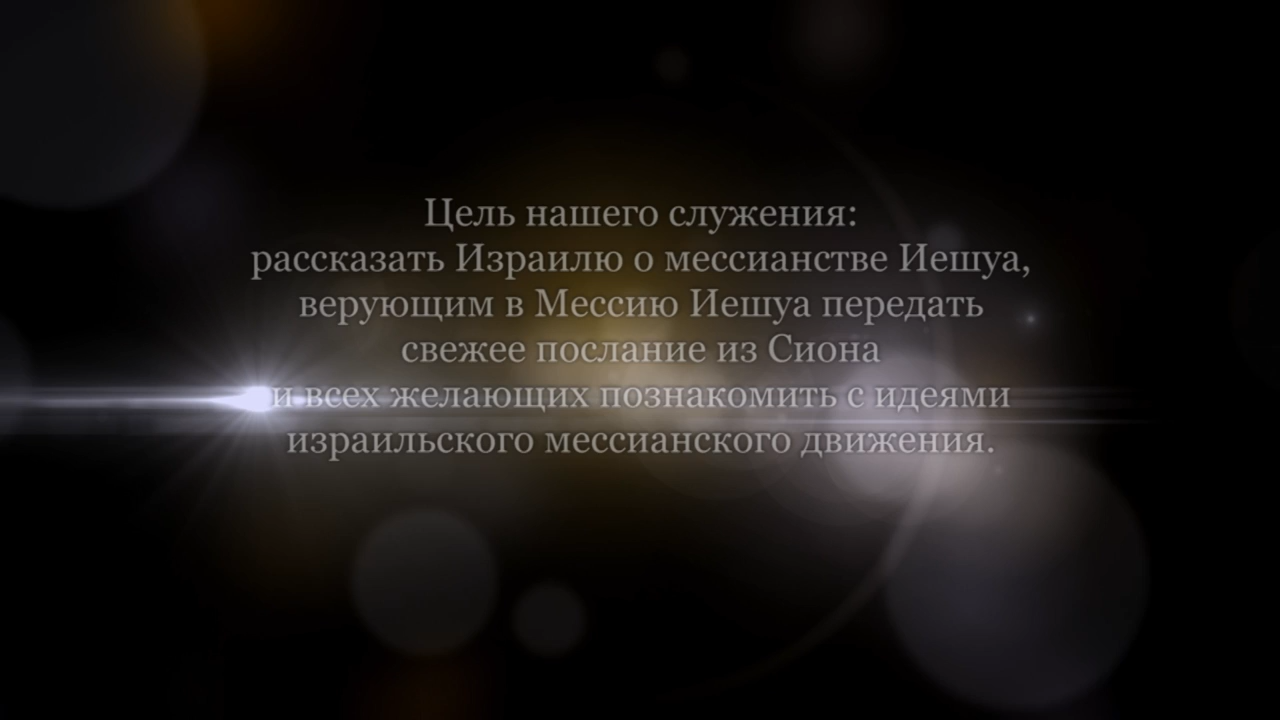 Цель нашего служения:
рассказать Израилю о мессианстве Иешуа,
верующим в Мессию Иешуа передать
свежее послание из Сиона
и всех желающих познакомить с идеями
израильского мессианского движения.